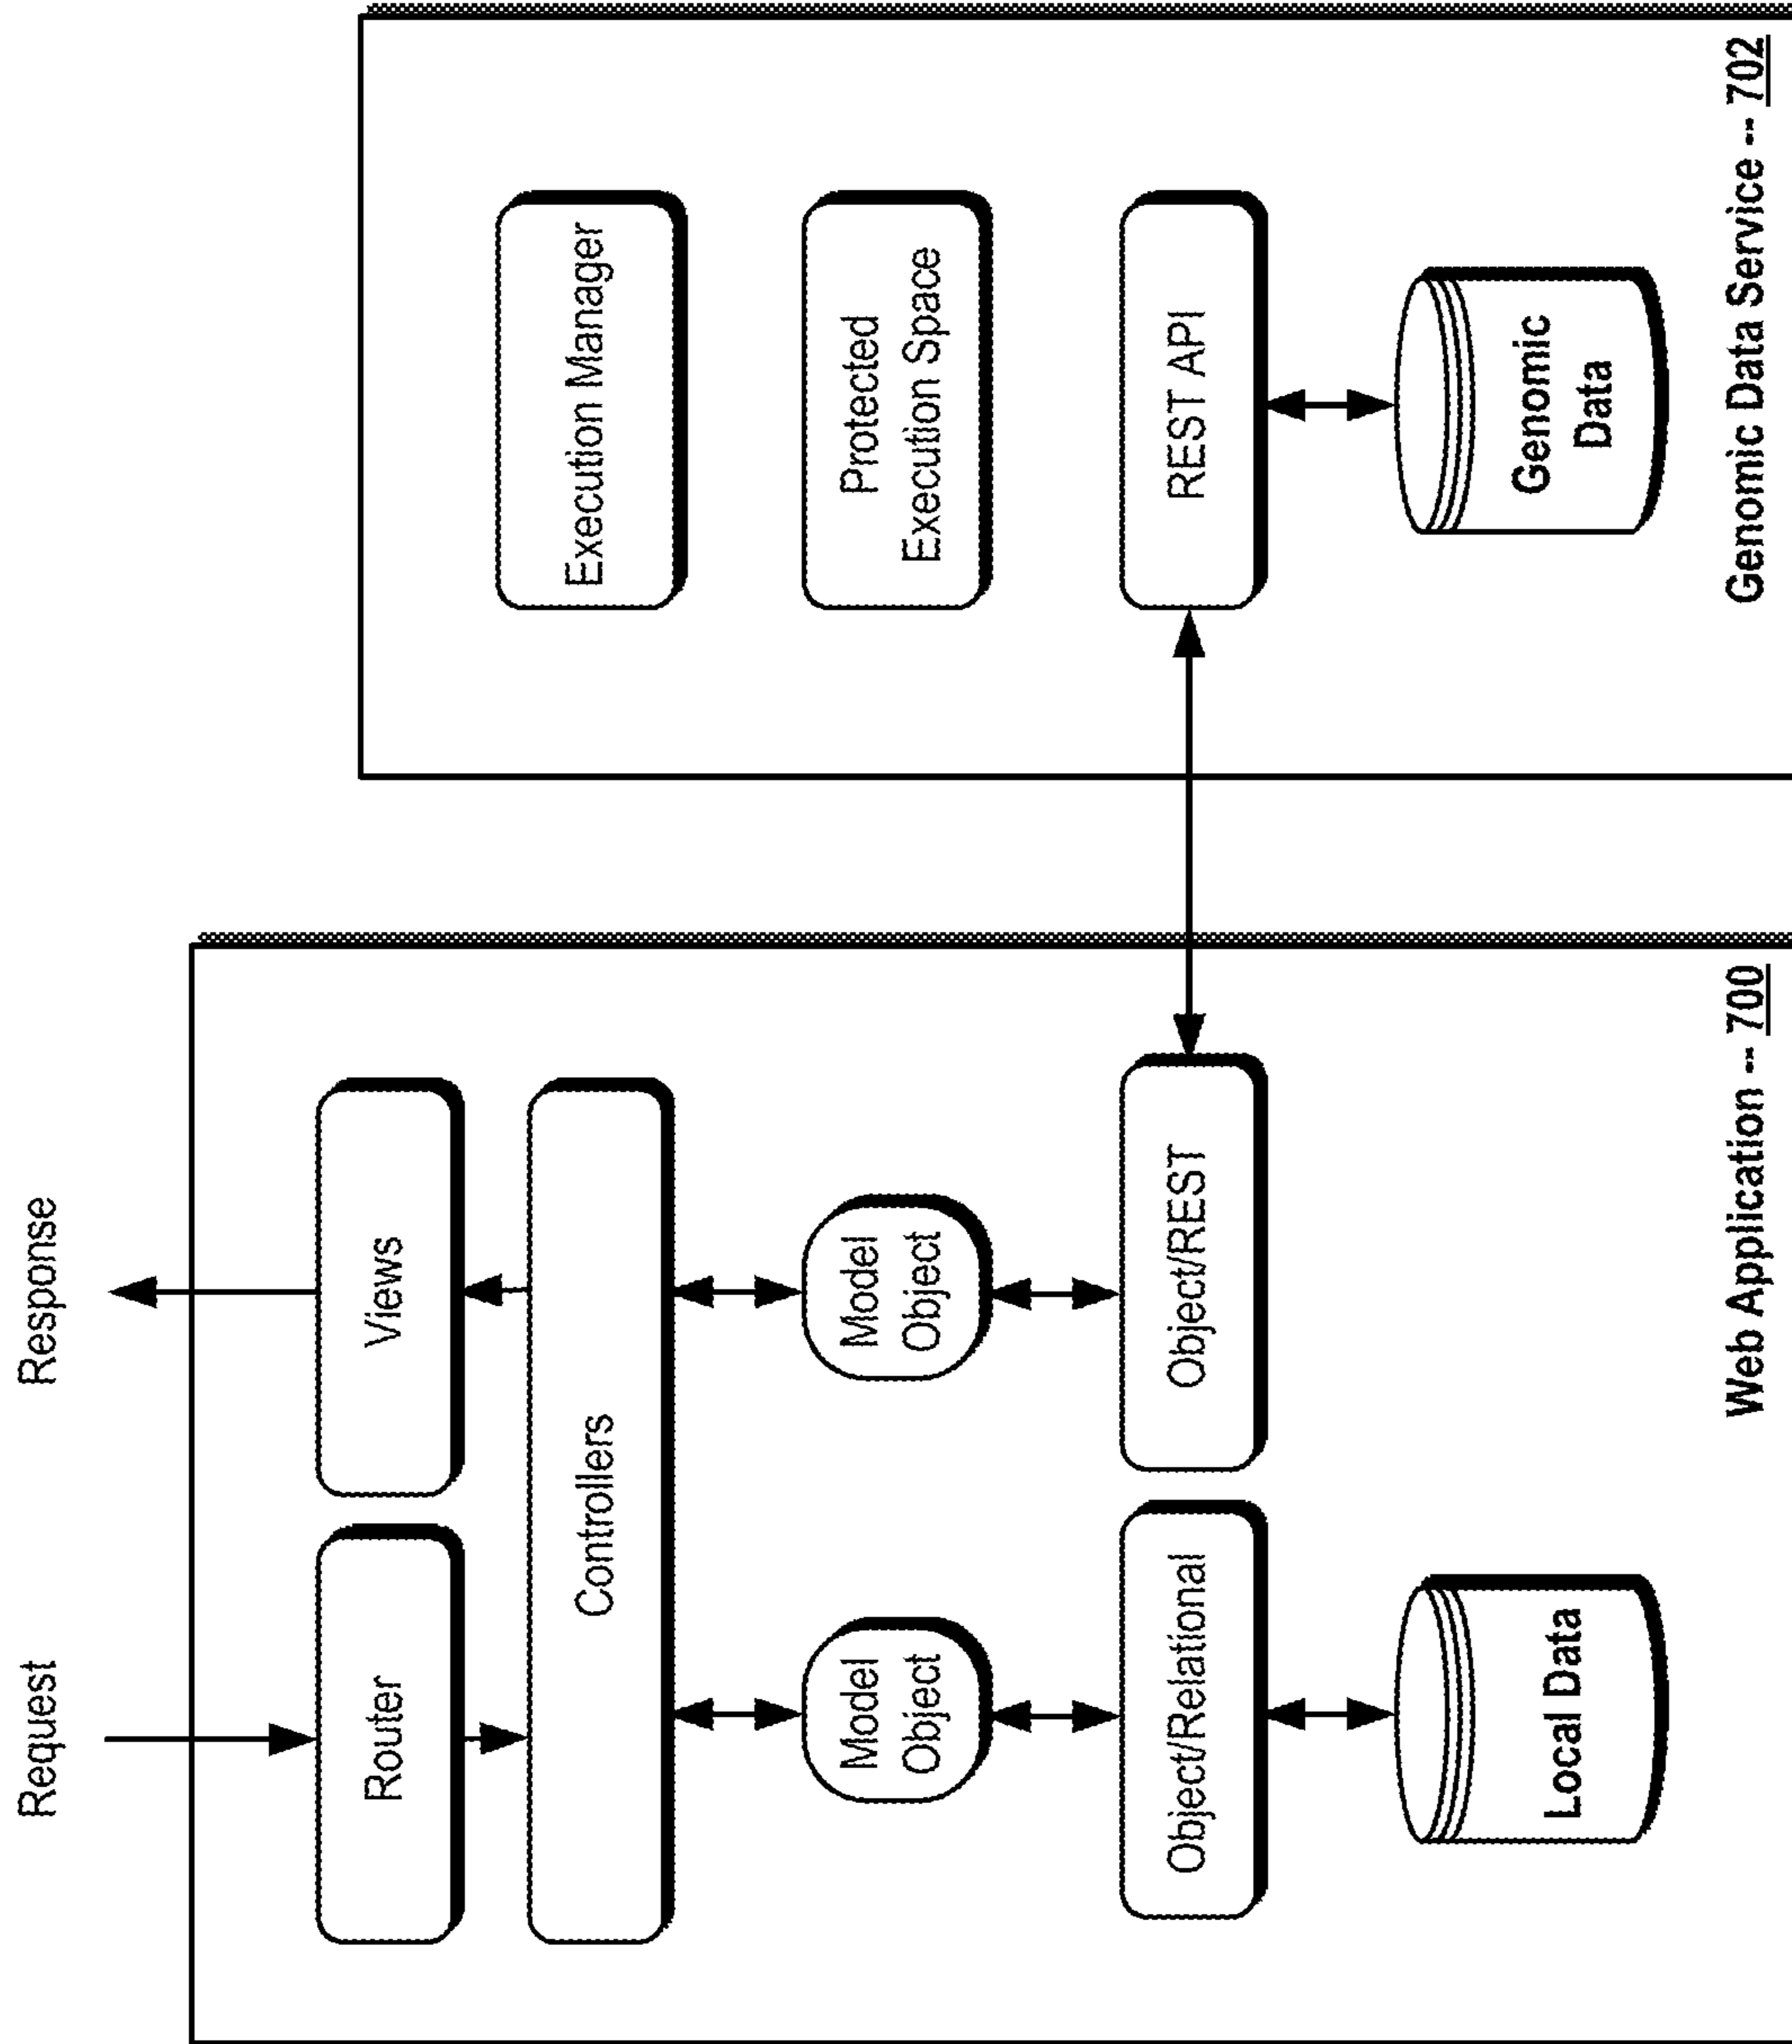 Request
Response
Router
Views
Controllers
Model
Object
Model
Object
Object/Relational
Object/REST
Local Data
Web Application -- 700
Execution Manager
Protected
Execution Space
REST API
Genomic
Data
Genomic Data Service -- 702